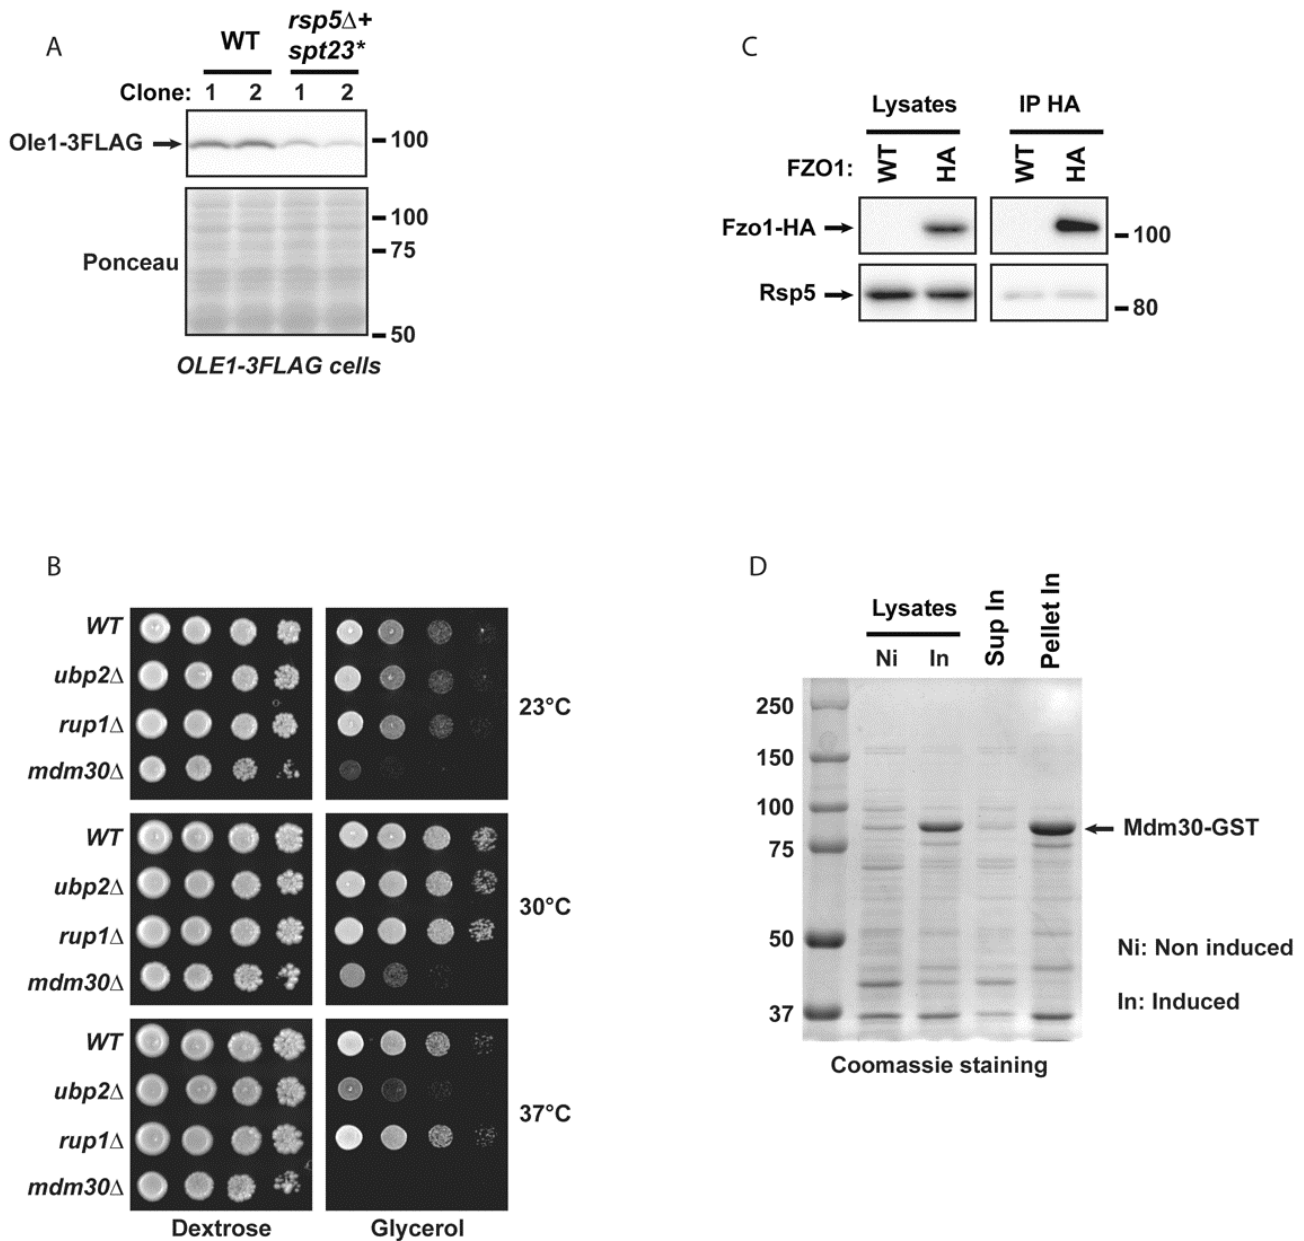 A
WT
rsp5Δ+
spt23*
Clone: 1 2 1 2
Ole1-3FLAG
100
Ponceau
100
75
50
OLE1-3FLAG cells
B
WT
ubp2Δ
rup1Δ
mdm30Δ
23°C
WT
ubp2Δ
rup1Δ
mdm30Δ
30°C
WT
ubp2Δ
rup1Δ
mdm30Δ
37°C
Dextrose Glycerol
C
Lysates IP HA
FZO1: WT HA WT HA
Fzo1-HA
100
Rsp5
80
D
Lysates
Ni In
Sup In
Pellet In
250
150
100
75
50
37
Mdm30-GST
Ni: Non induced
In: Induced
Coomassie staining